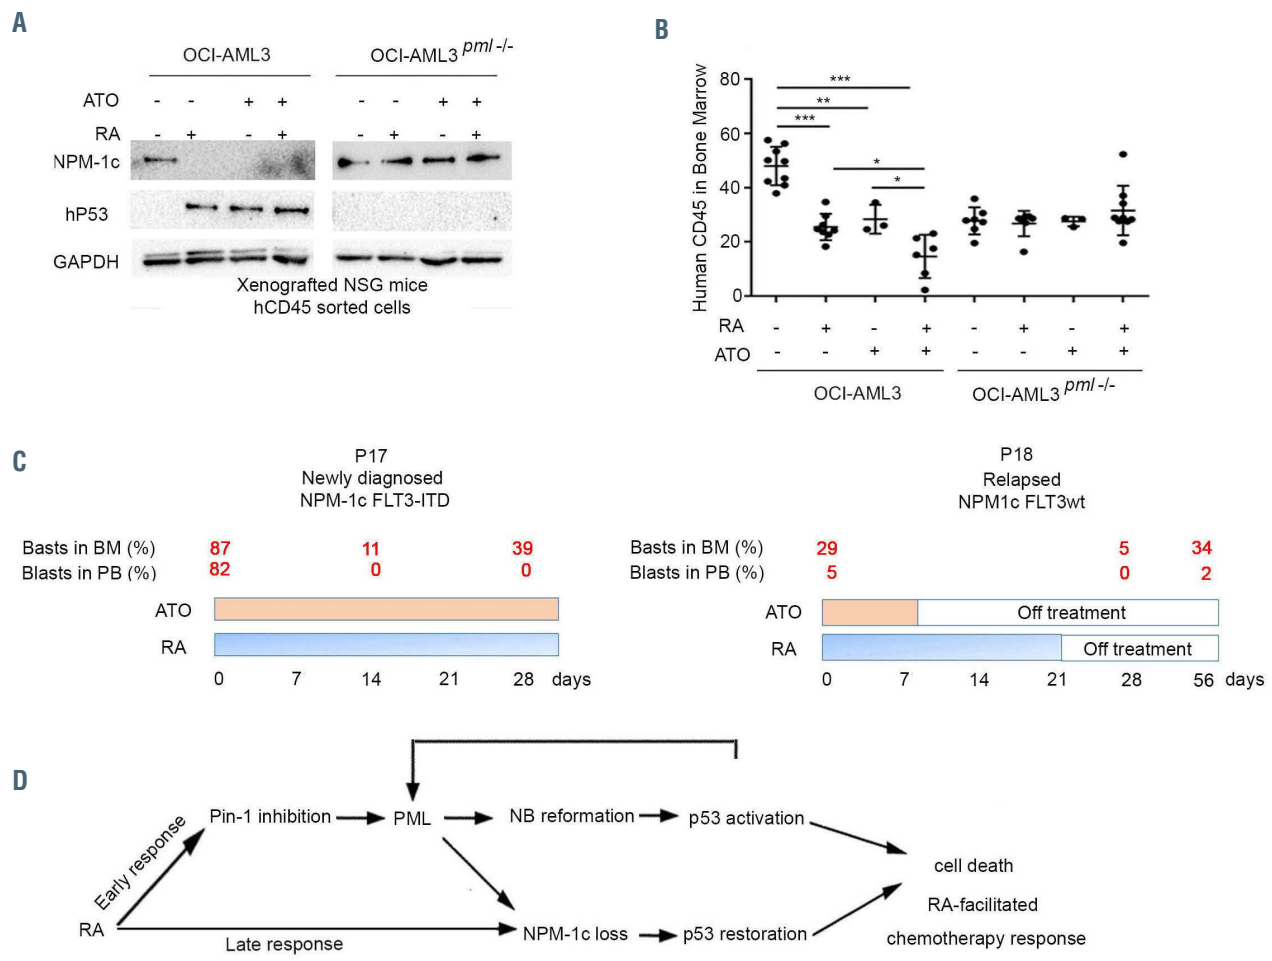 A
OCI-AML3
OCI-AML3 pml -/-
ATO - - + + - - + +
RA - + - + - + - +
NPM-1c
hP53
GAPDH
Xenografted NSG mice
hCD45 sorted cells
B
Human CD45 in Bone Marrow
80
60
40
20
0
***
**
***
*
*
RA - + - + - + - +
ATO - - + + - - + +
OCI-AML3
OCI-AML3 pml -/-
C
P17
Newly diagnosed
NPM-1c FLT3-ITD
Basts in BM (%) 87 11 39
Blasts in PB (%) 82 0 0
ATO
RA
0 7 14 21 28 days
P18
Relapsed
NPM1c FLT3wt
Basts in BM (%) 29 5 34
Blasts in PB (%) 5 0 2
ATO Off treatment
RA Off treatment
0 7 14 21 28 56 days
D
Early response
Pin-1 inhibition PML NB reformation p53 activation
cell death
RA-facilitated
chemotherapy response
RA
Late response
NPM-1c loss p53 restoration